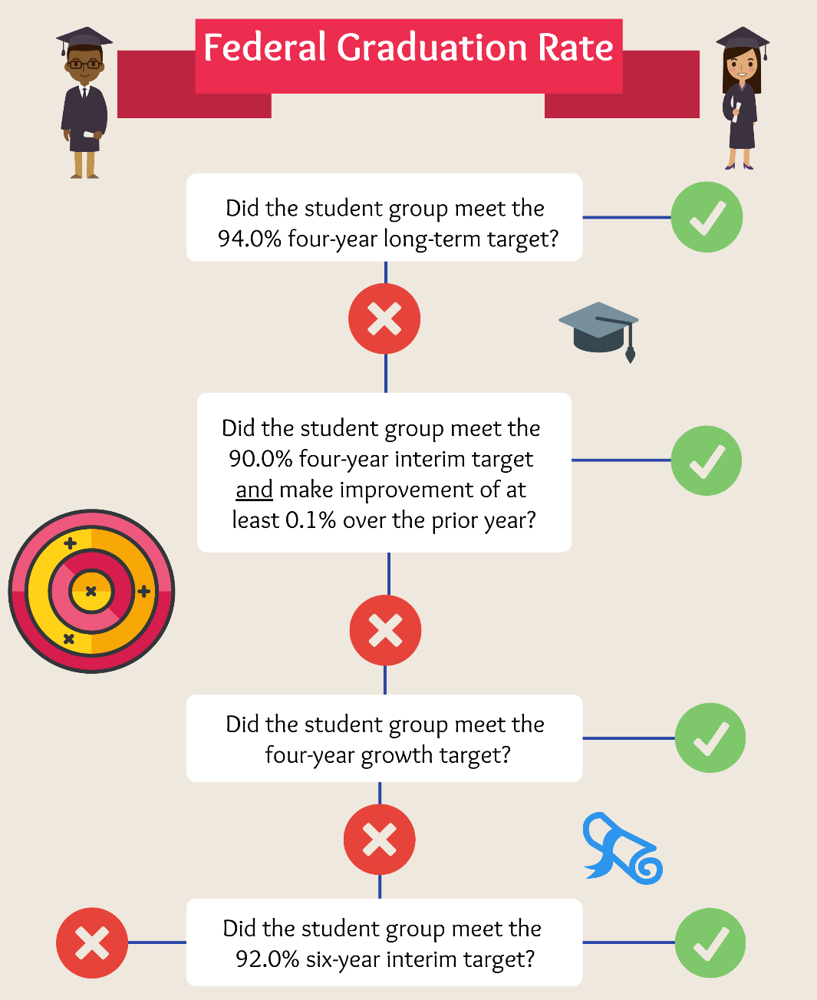 Federal Graduation Rate
Did the student group meet the
94.0% four-year long-term target?
Did the student group meet the
90.0% four-year interim target
and make improvement of at
least 0.1% over the prior year?
Did the student group meet the
four-year growth target?
Did the student group meet the
92.0% six-year interim target?